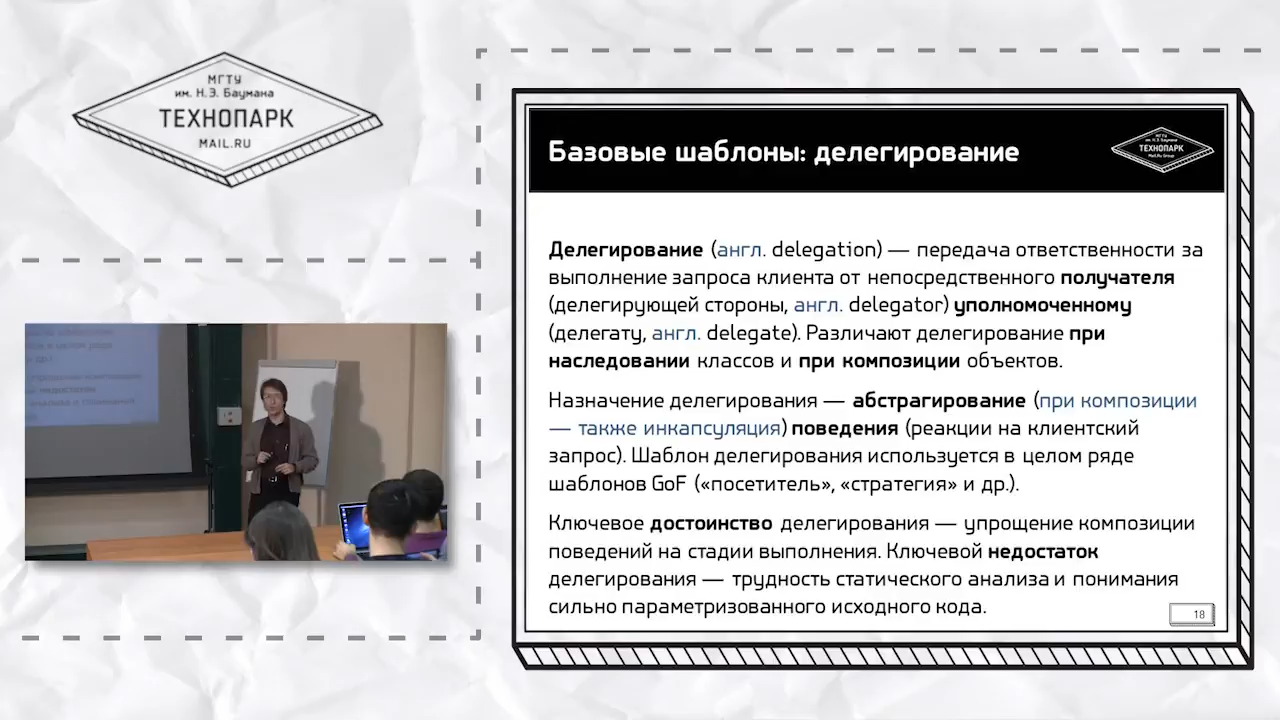 МГТУ
им. Н.Э. Баумана
ТЕХНОПАРК
MAIL.RU
Базовые шаблоны: делегирование
МГТУ
им. Н.Э. Баумана
ТЕХНОПАРК
Mail.Ru Group
Делегирование (англ. delegation) — передача ответственности за
выполнение запроса клиента от непосредственного получателя
(делегирующей стороны, англ. delegator) уполномоченному
(делегату, англ. delegate). Различают делегирование при
наследовании классов и при композиции объектов.
Назначение делегирования — абстрагирование (при композиции
— также инкапсуляция) поведения (реакции на клиентский
запрос). Шаблон делегирования используется в целом ряде
шаблонов GoF («посетитель», «стратегия» и др.).
Ключевое достоинство делегирования — упрощение композиции
поведений на стадии выполнения. Ключевой недостаток
делегирования — трудность статического анализа и понимания
сильно параметризованного исходного кода.
18